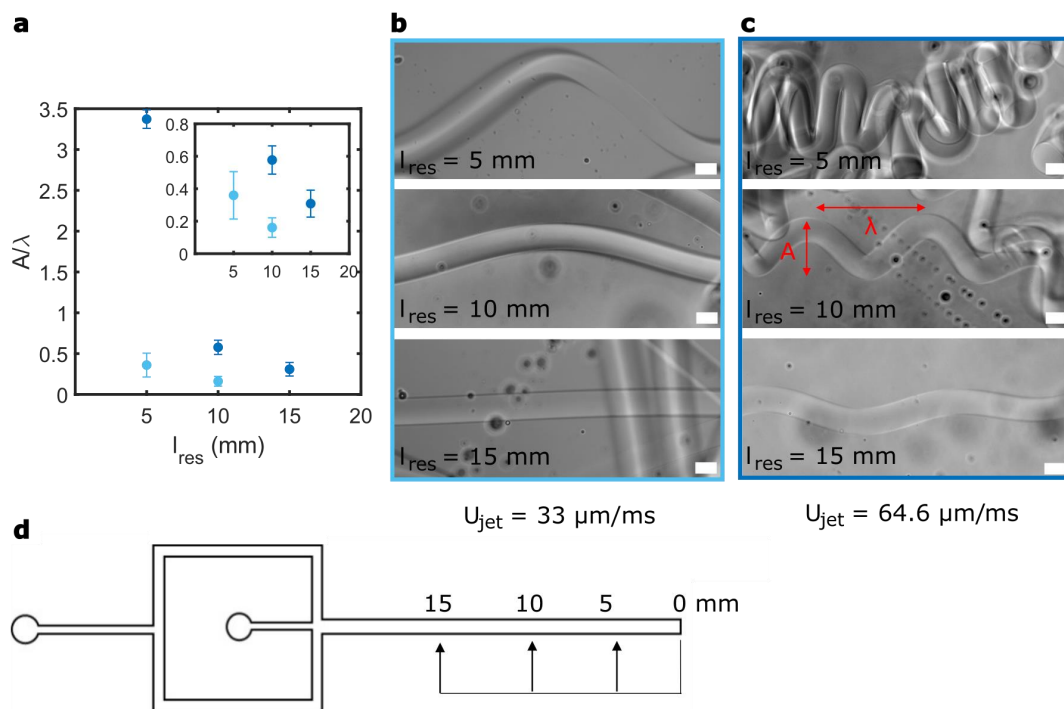 a
3.5
3
2.5
2
1.5
1
0.5
0
A/λ
5
10
15
20
l_res (mm)
0.8
0.6
0.4
0.2
0
5
10
15
20
b
l_res = 5 mm
l_res = 10 mm
l_res = 15 mm
U_jet = 33 µm/ms
c
l_res = 5 mm
λ
A
l_res = 10 mm
l_res = 15 mm
U_jet = 64.6 µm/ms
d
15 10 5 0 mm